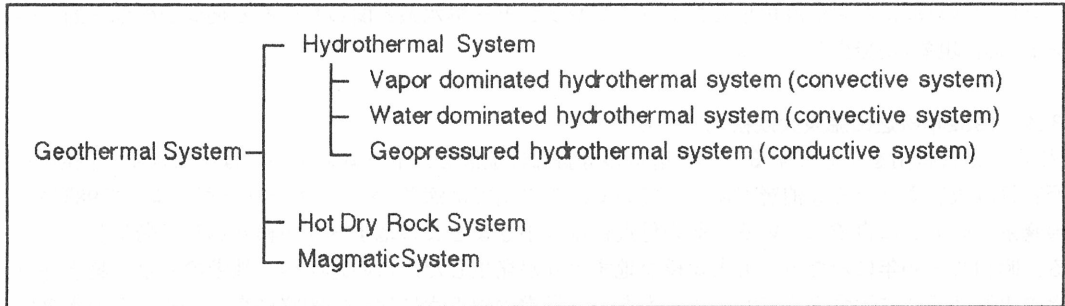 Hydrothermal System
Vapor dominated hydrothermal system (convective system)
Water dominated hydrothermal system (convective system)
Geothermal System
Geopressured hydrothermal system (conductive system)
Hot Dry Rock System
MagmaticSystem